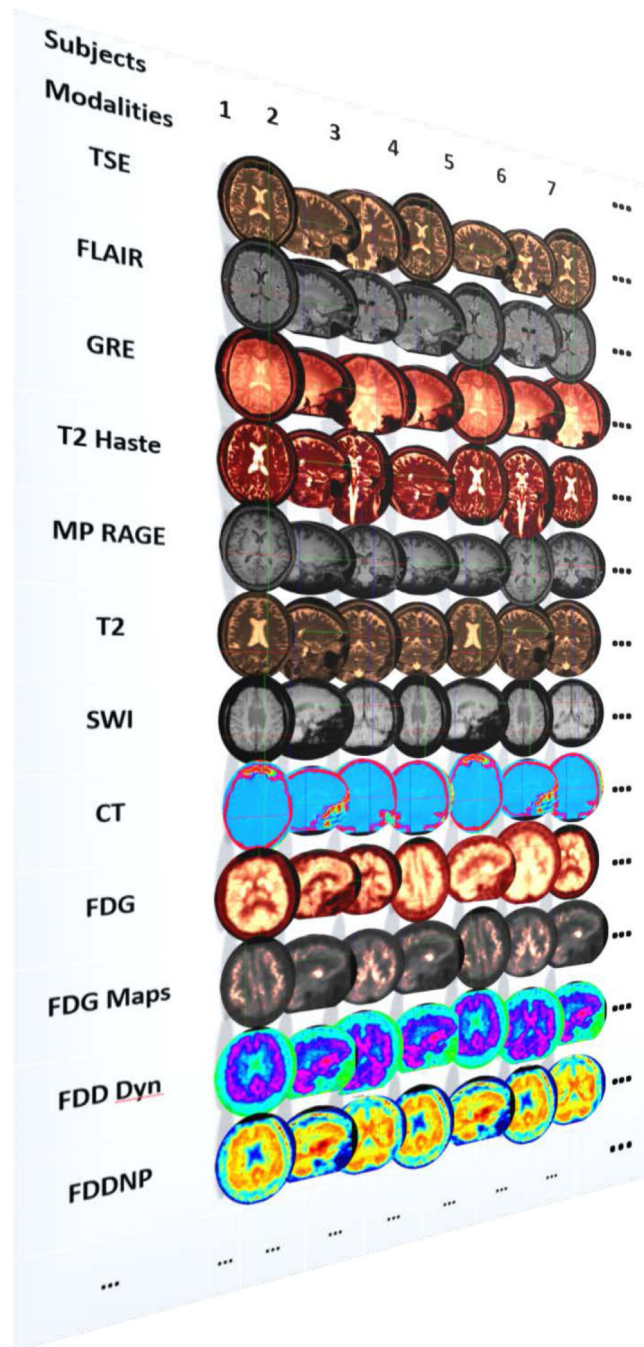 Subjects
Modalities 1 2 3 4 5 6 7 ...
TSE
FLAIR ...
GRE ...
T2 Haste ...
MP RAGE ...
T2 ...
SWI ...
CT ...
FDG ...
FDG Maps ...
FDD Dyn ...
FDDNP ...
... ... ... ... ... ... ... ... ...